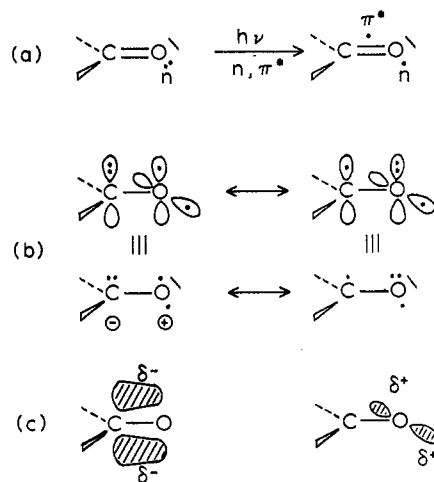 (a) C = O n hν n, π* C = O π* n
(b) C — O ⟷ C — O
||| |||
C — O ⊖ ⊕ ⟷ C — O
(c) δ- C — O δ- δ+ C — O δ+